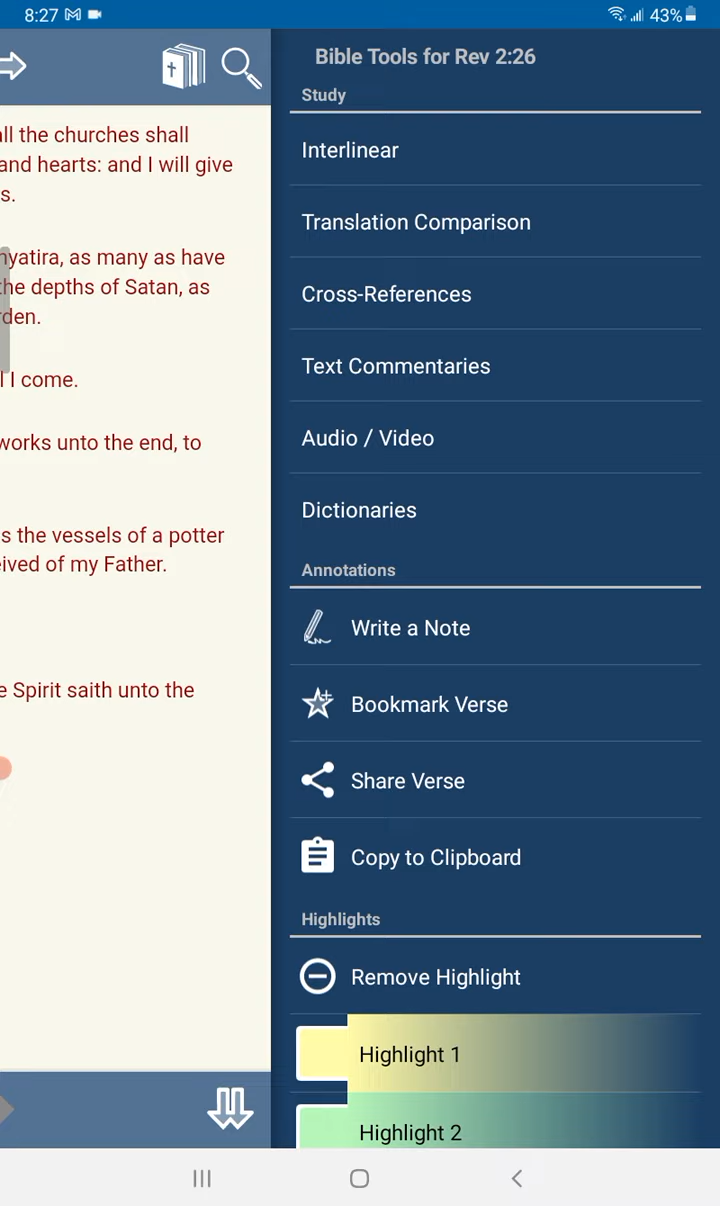 8:27
43%
Bible Tools for Rev 2:26
Study
all the churches shall
and hearts: and I will give
s.
hyatira, as many as have
the depths of Satan, as
rden.
l I come.
works unto the end, to
s the vessels of a potter
eived of my Father.
e Spirit saith unto the
Interlinear
Translation Comparison
Cross-References
Text Commentaries
Audio / Video
Dictionaries
Annotations
Write a Note
Bookmark Verse
Share Verse
Copy to Clipboard
Highlights
Remove Highlight
Highlight 1
Highlight 2